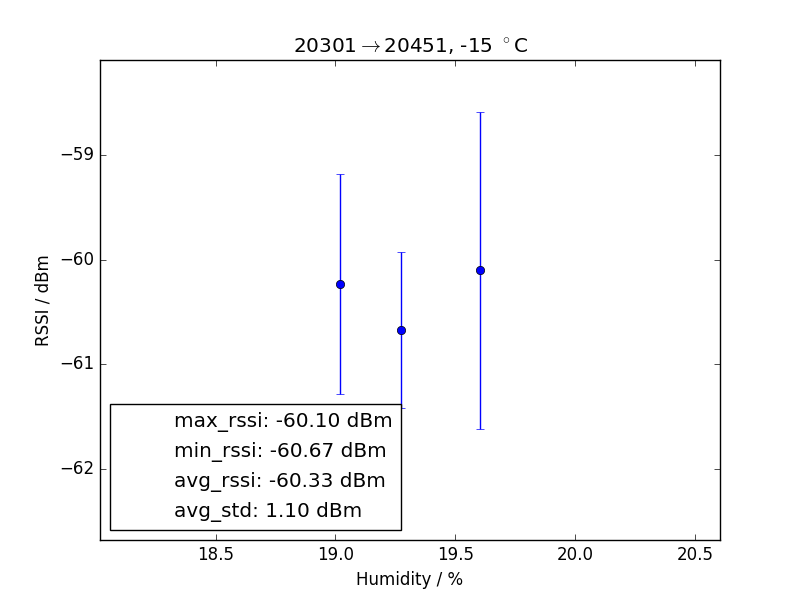 20301→20451, -15 °C
−59
−60
−61
−62
RSSI / dBm
max_rssi: -60.10 dBm
min_rssi: -60.67 dBm
avg_rssi: -60.33 dBm
avg_std: 1.10 dBm
18.5 19.0 19.5 20.0 20.5
Humidity / %